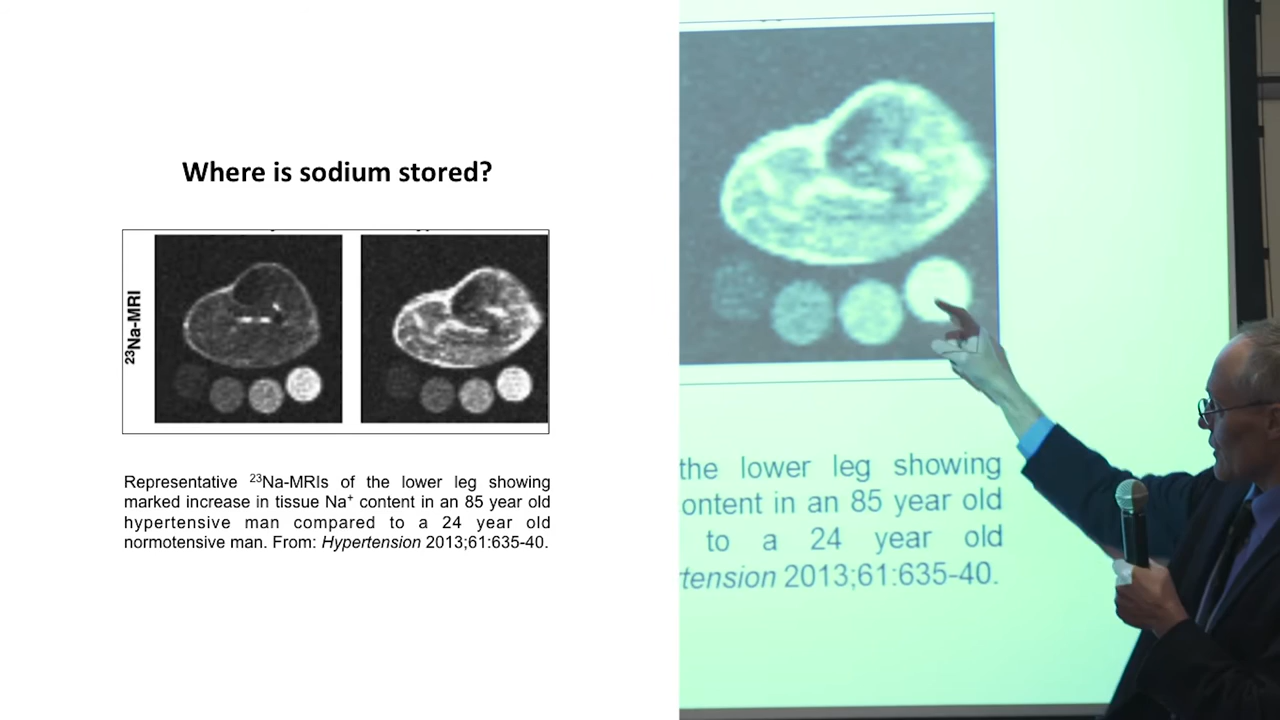 Where is sodium stored?
²³Na-MRI
Representative ²³Na-MRIs of the lower leg showing
marked increase in tissue Na⁺ content in an 85 year old
hypertensive man compared to a 24 year old
normotensive man. From: Hypertension 2013;61:635-40.
the lower leg showing
ontent in an 85 year old
to a 24 year old
tension 2013;61:635-40.